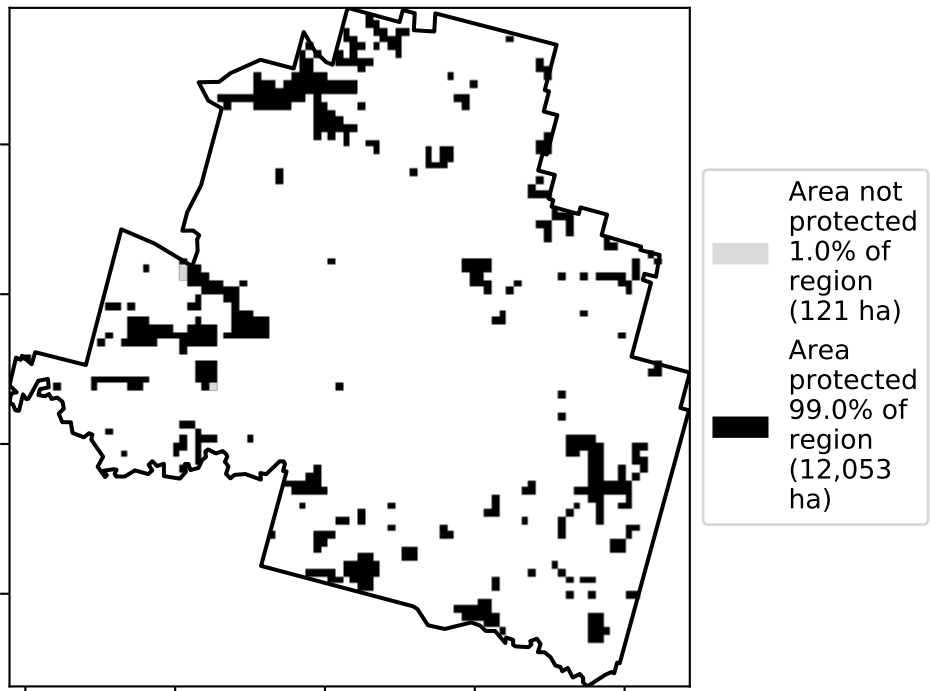 Area not
protected
1.0% of
region
(121 ha)
Area
protected
99.0% of
region
(12,053
ha)